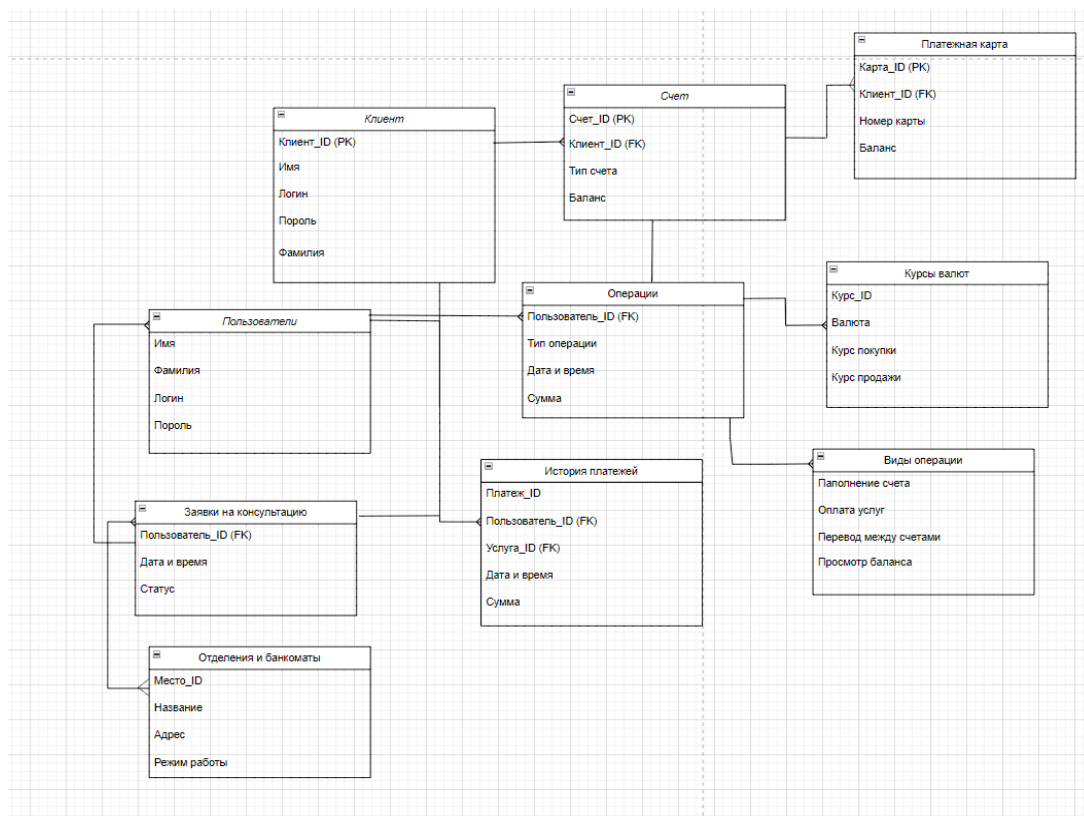 Платежная карта
Карта_ID (PK)
Клиент_ID (FK)
Номер карты
Баланс
Счет
Счет_ID (PK)
Клиент_ID (FK)
Тип счета
Баланс
Клиент
Клиент_ID (PK)
Имя
Логин
Пороль
Фамилия
Курсы валют
Курс_ID
Валюта
Курс покупки
Курс продажи
Операции
Пользователь_ID (FK)
Тип операции
Дата и время
Сумма
Пользователи
Имя
Фамилия
Логин
Пороль
Виды операции
Паполнение счета
Оплата услуг
Перевод между счетами
Просмотр баланса
История платежей
Платеж_ID
Пользователь_ID (FK)
Услуга_ID (FK)
Дата и время
Сумма
Заявки на консультацию
Пользователь_ID (FK)
Дата и время
Статус
Отделения и банкоматы
Место_ID
Название
Адрес
Режим работы